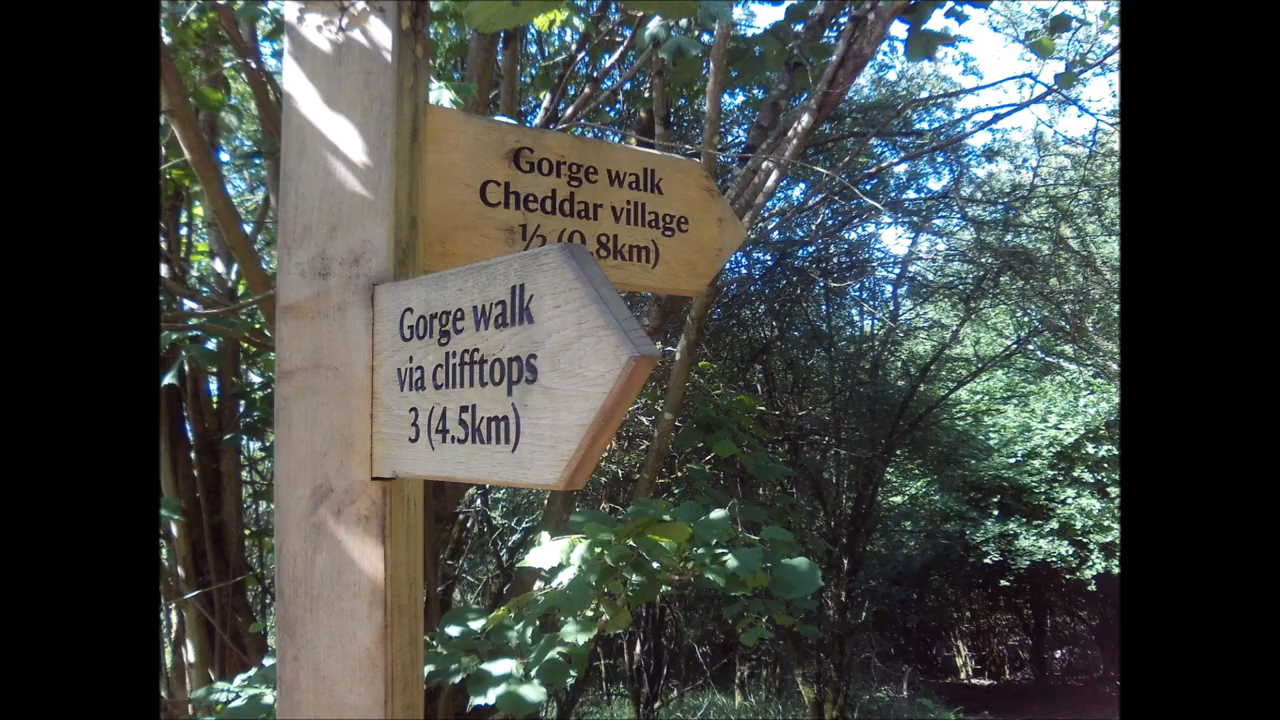 Gorge walk
Cheddar village
½ (0.8km)
Gorge walk
via clifftops
3 (4.5km)